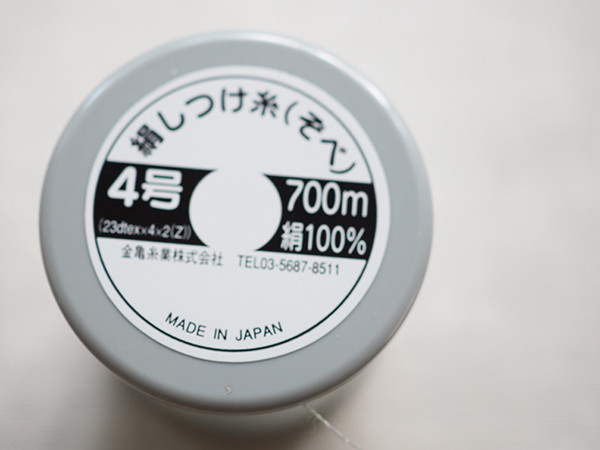 絹しつけ糸(ぞべ)
4号
(23dtex×4×2(Z))
700m
絹100%
金亀糸業株式会社 TEL03-5687-8511
MADE IN JAPAN